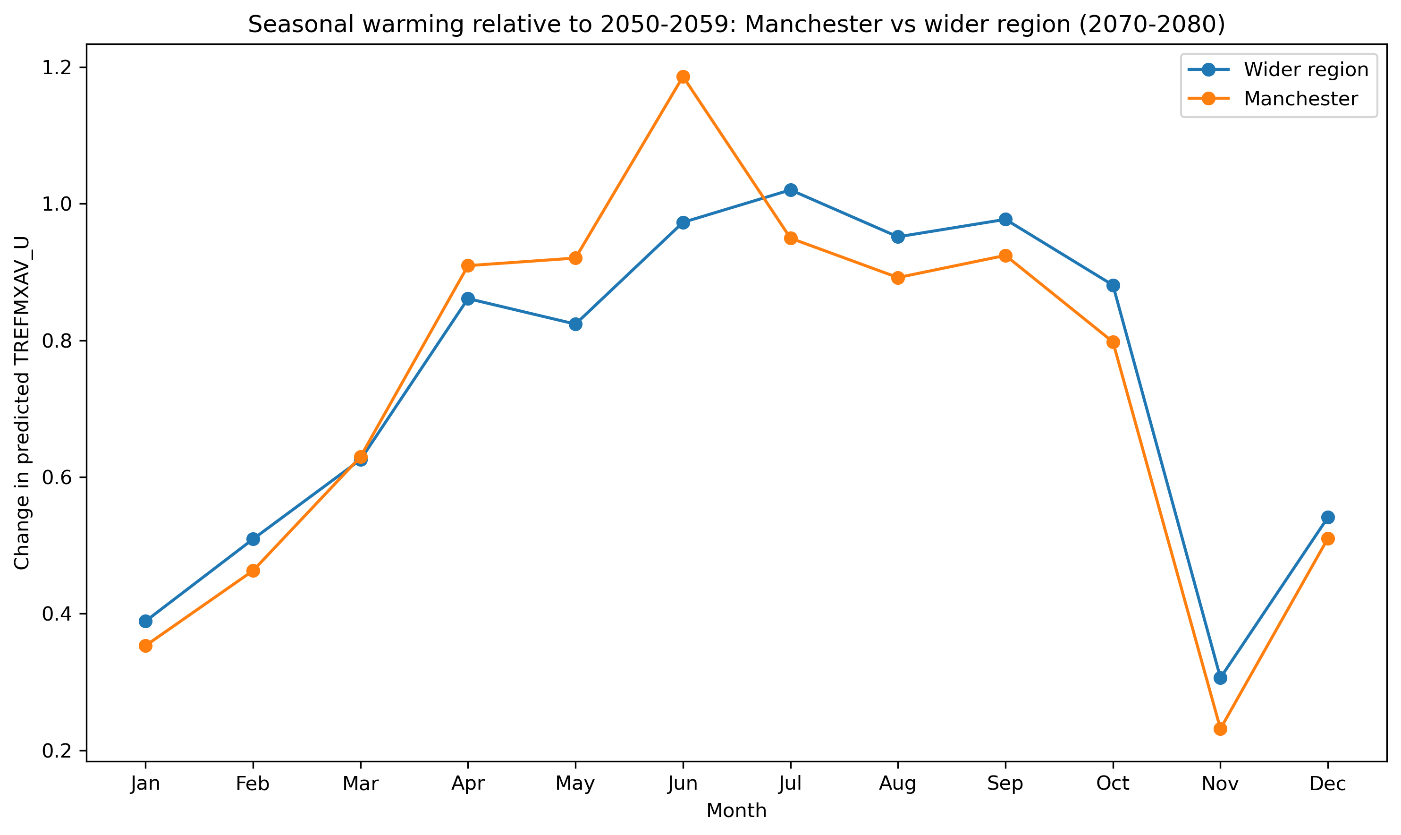 Seasonal warming relative to 2050-2059: Manchester vs wider region (2070-2080)
Wider region
Manchester
Change in predicted TREFMXAV_U
1.2
1.0
0.8
0.6
0.4
0.2
Jan Feb Mar Apr May Jun Jul Aug Sep Oct Nov Dec
Month